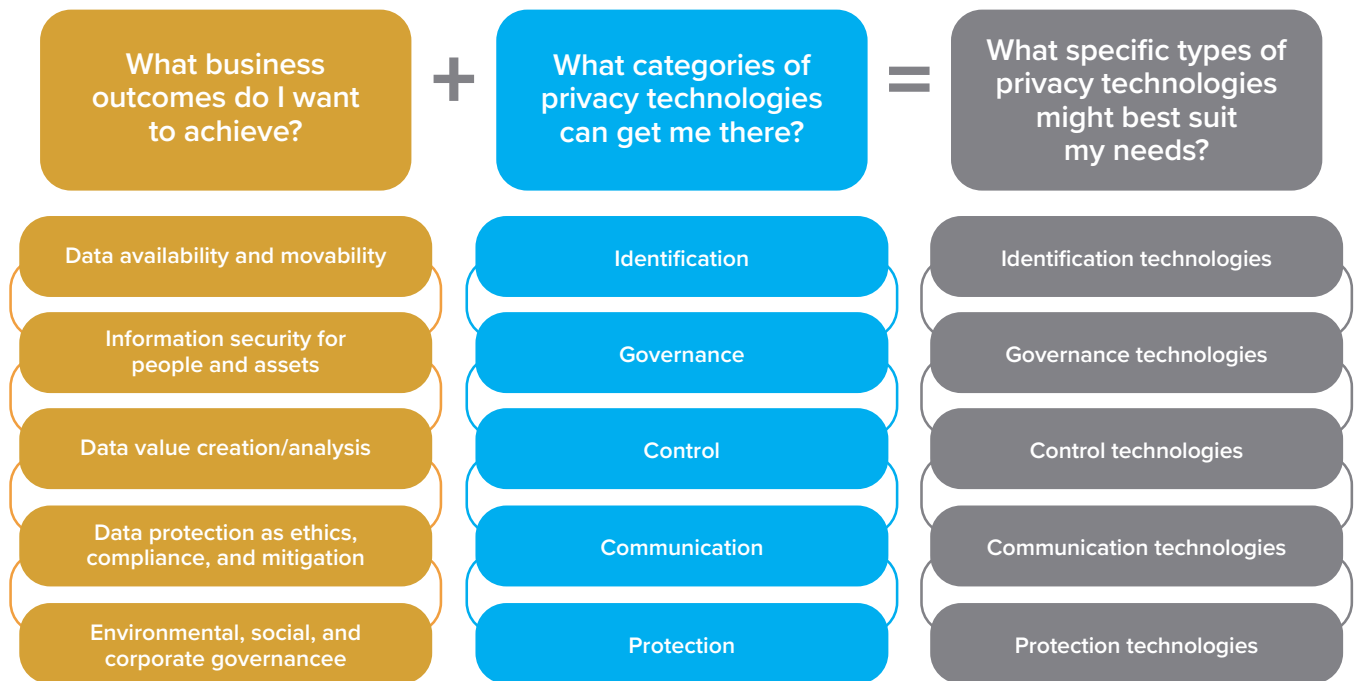 What business
outcomes do I want
to achieve?
+
What categories of
privacy technologies
can get me there?
=
What specific types of
privacy technologies
might best suit
my needs?
Data availability and movability
Identification
Identification technologies
Information security for
people and assets
Governance
Governance technologies
Data value creation/analysis
Control
Control technologies
Data protection as ethics,
compliance, and mitigation
Communication
Communication technologies
Environmental, social, and
corporate governancee
Protection
Protection technologies